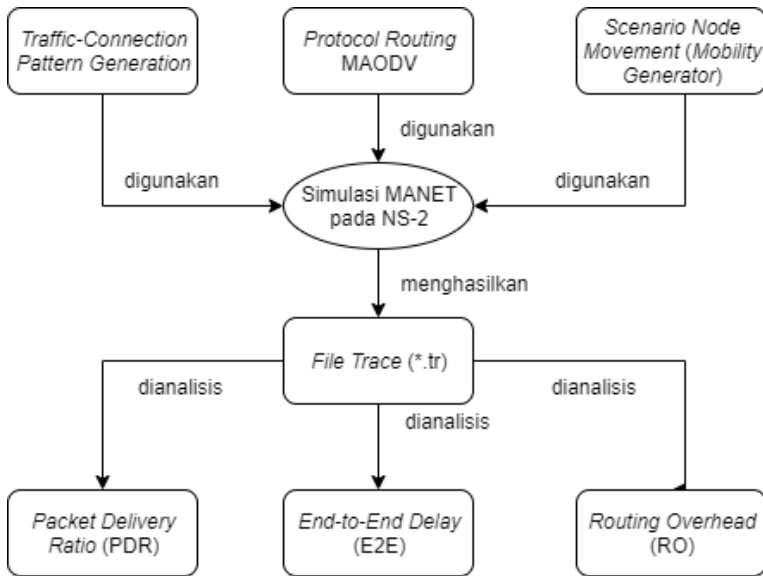 Traffic-Connection
Pattern Generation
Protocol Routing
MAODV
Scenario Node
Movement (Mobility
Generator)
digunakan
digunakan
digunakan
Simulasi MANET
pada NS-2
menghasilkan
File Trace (*.tr)
dianalisis
dianalisis
dianalisis
Packet Delivery
Ratio (PDR)
End-to-End Delay
(E2E)
Routing Overhead
(RO)